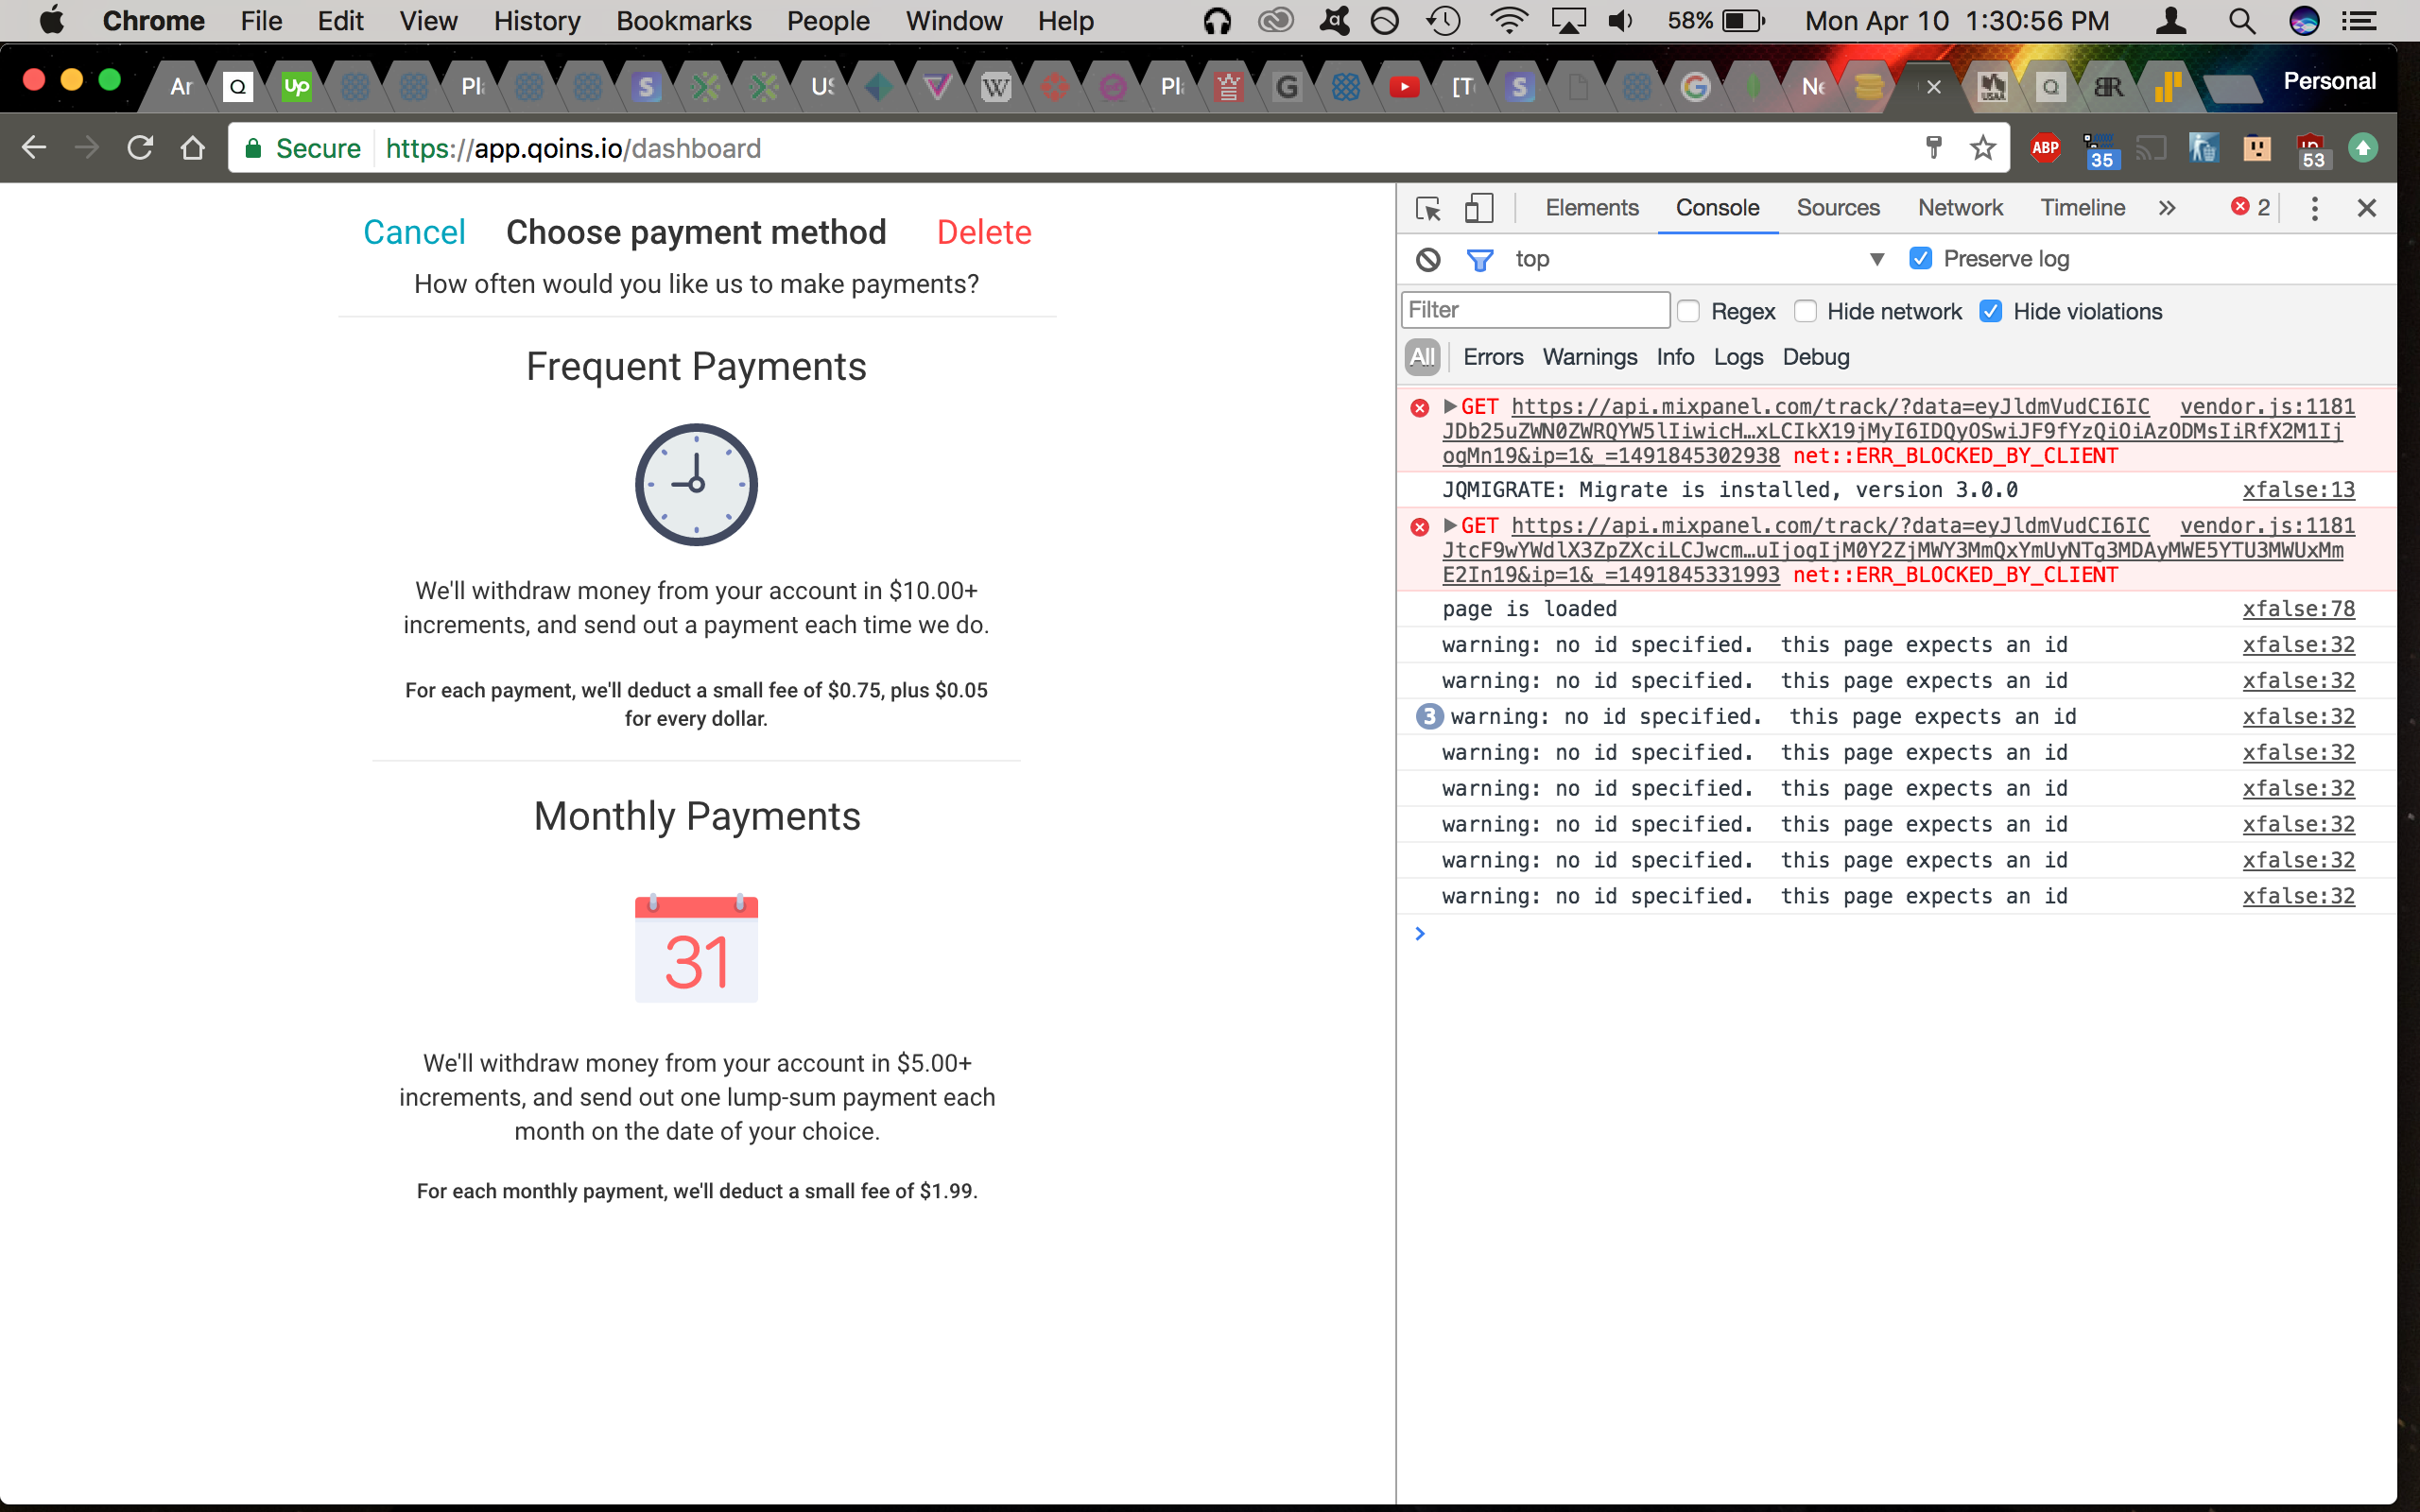 Chrome File Edit View History Bookmarks People Window Help 58% Mon Apr 10 1:30:56 PM
Ar Q Up Pl S US W Pl G [T S G Ne USAA Q RR Personal
Secure https://app.qoins.io/dashboard ABP 35 53
Cancel Choose payment method Delete
How often would you like us to make payments?
Frequent Payments
We'll withdraw money from your account in $10.00+
increments, and send out a payment each time we do.
For each payment, we'll deduct a small fee of $0.75, plus $0.05
for every dollar.
Monthly Payments
31
We'll withdraw money from your account in $5.00+
increments, and send out one lump-sum payment each
month on the date of your choice.
For each monthly payment, we'll deduct a small fee of $1.99.
Elements Console Sources Network Timeline » 2
top Preserve log
Filter Regex Hide network Hide violations
All Errors Warnings Info Logs Debug
GET https://api.mixpanel.com/track/?data=eyJldmVudCI6IC vendor.js:1181
JDb25uZWN0ZWRQYW5lIiwicH…xLCIkX19jMyI6IDQyOSwiJF9fYzQiOiAzODMsIiRfX2M1Ij
ogMn19&ip=1&_=1491845302938 net::ERR_BLOCKED_BY_CLIENT
JQMIGRATE: Migrate is installed, version 3.0.0 xfalse:13
GET https://api.mixpanel.com/track/?data=eyJldmVudCI6IC vendor.js:1181
JtcF9wYWdlX3ZpZXciLCJwcm…uIjogIjM0Y2ZjMWY3MmQxYmUyNTg3MDAyMWE5YTU3MWUxMm
E2In19&ip=1&_=1491845331993 net::ERR_BLOCKED_BY_CLIENT
page is loaded xfalse:78
warning: no id specified. this page expects an id xfalse:32
warning: no id specified. this page expects an id xfalse:32
3 warning: no id specified. this page expects an id xfalse:32
warning: no id specified. this page expects an id xfalse:32
warning: no id specified. this page expects an id xfalse:32
warning: no id specified. this page expects an id xfalse:32
warning: no id specified. this page expects an id xfalse:32
warning: no id specified. this page expects an id xfalse:32